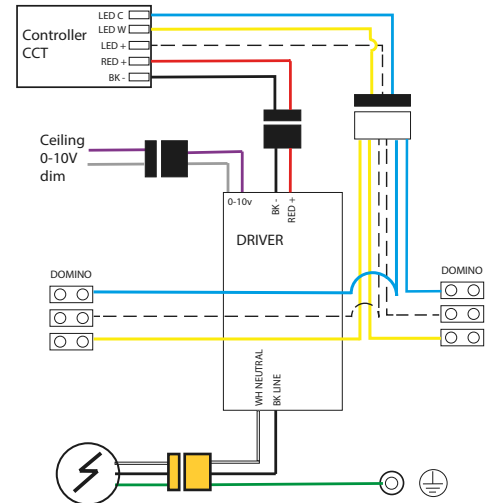 Controller
CCT
LED C
LED W
LED +
RED +
BK -
Ceiling
0-10V
dim
0-10v
BK -
RED +
DRIVER
DOMINO
DOMINO
WH NEUTRAL
BK LINE